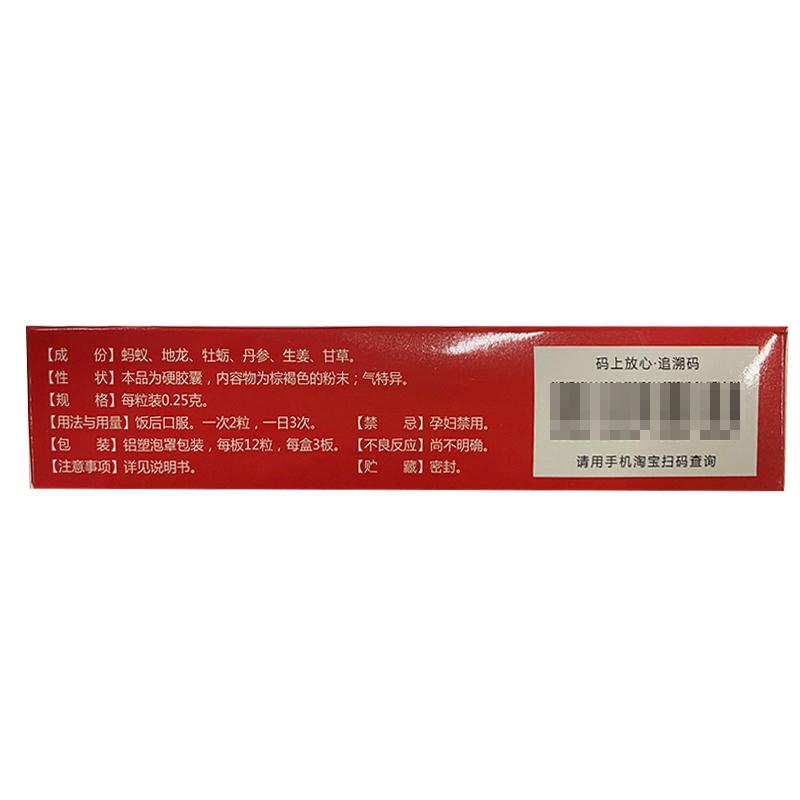 【成 份】蚂蚁、地龙、牡蛎、丹参、生姜、甘草。
【性 状】本品为硬胶囊，内容物为棕褐色的粉末；气特异。
【规 格】每粒装0.25克。
【用法与用量】饭后口服。一次2粒，一日3次。
【包 装】铝塑泡罩包装，每板12粒，每盒3板。
【注意事项】详见说明书。
【禁 忌】孕妇禁用。
【不良反应】尚不明确。
【贮 藏】密封。
码上放心·追溯码
请用手机淘宝扫码查询